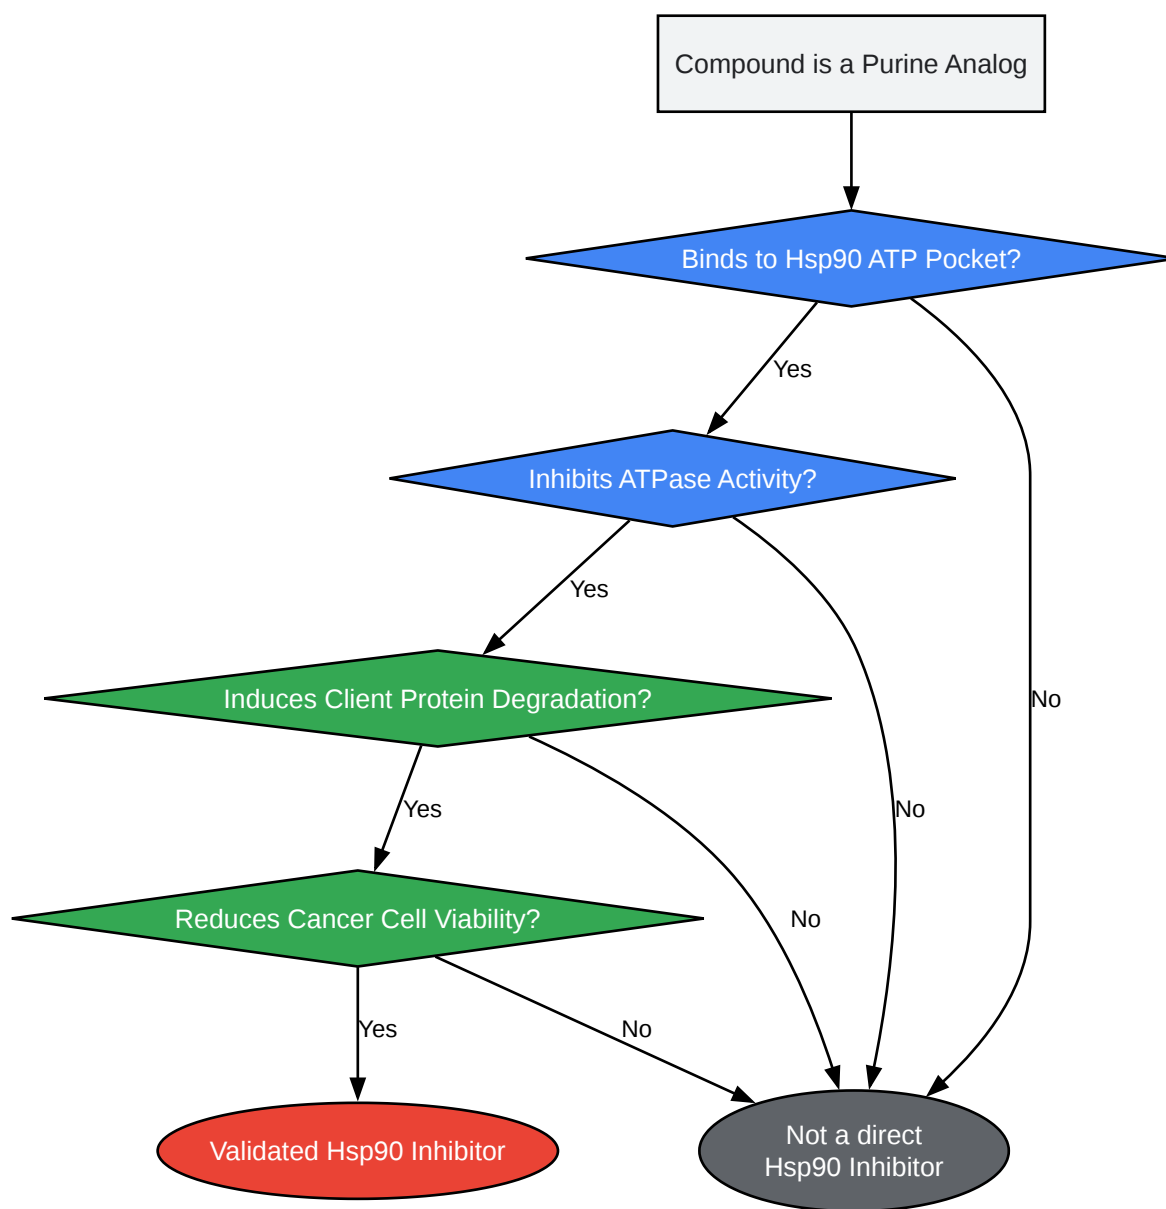 Compound is a Purine Analog
Binds to Hsp90 ATP Pocket?
Yes
Inhibits ATPase Activity?
Yes
Induces Client Protein Degradation?
No
Yes
No
Reduces Cancer Cell Viability?
No
Yes
No
Validated Hsp90 Inhibitor
Not a direct
Hsp90 Inhibitor